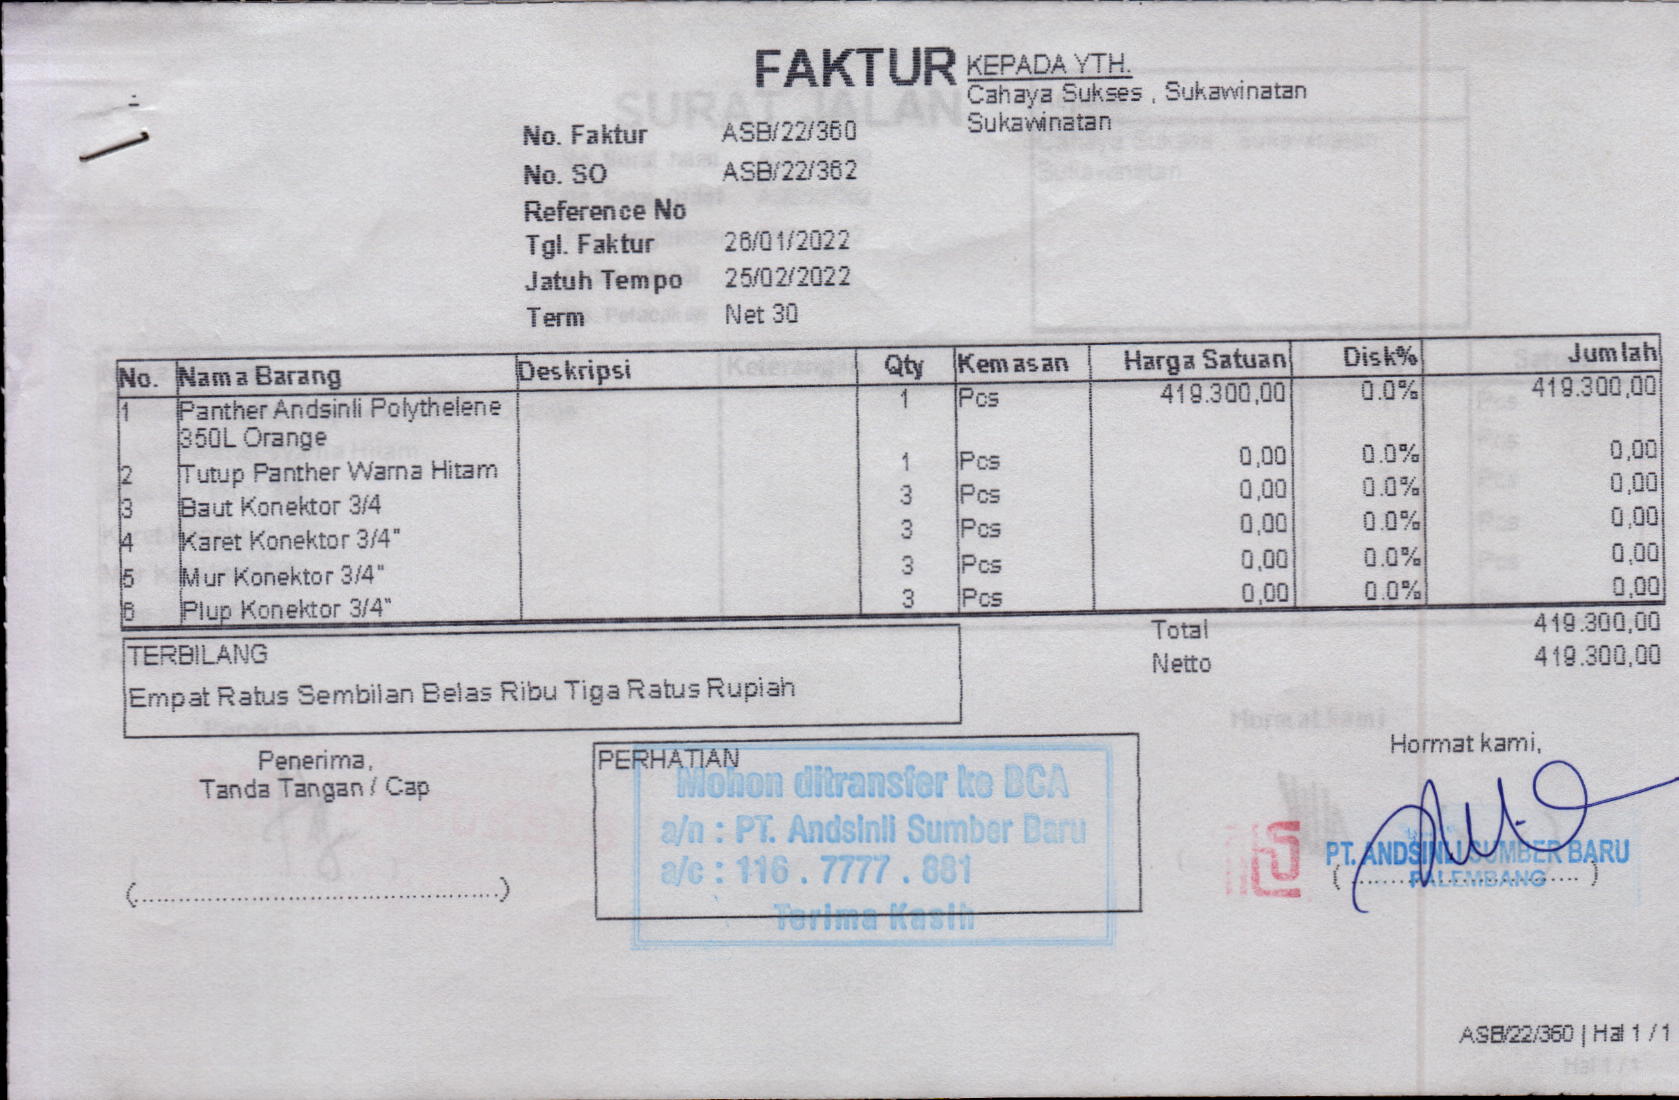 FAKTUR
KEPADA YTH.
Cahaya Sukses , Sukawinatan
Sukawinatan
No. Faktur ASB/22/360
No. SO ASB/22/362
Reference No
Tgl. Faktur 26/01/2022
Jatuh Tempo 25/02/2022
Term Net 30
No. Nama Barang Deskripsi Qty Kemasan Harga Satuan Disk% Jumlah
1 Panther Andsinli Polythelene 1 Pcs 419.300,00 0.0% 419.300,00
350L Orange
2 Tutup Panther Warna Hitam 1 Pcs 0,00 0.0% 0,00
3 Baut Konektor 3/4 3 Pcs 0,00 0.0% 0,00
4 Karet Konektor 3/4" 3 Pcs 0,00 0.0% 0,00
5 Mur Konektor 3/4" 3 Pcs 0,00 0.0% 0,00
6 Plup Konektor 3/4" 3 Pcs 0,00 0.0% 0,00
Total 419.300,00
Netto 419.300,00
TERBILANG
Empat Ratus Sembilan Belas Ribu Tiga Ratus Rupiah
Penerima,
Tanda Tangan / Cap
(................................................)
PERHATIAN
Mohon ditransfer ke BCA
a/n : PT. Andsinli Sumber Baru
a/c : 116 . 7777 . 881
Terima Kasih
Hormat kami,
PT. ANDSINLI SUMBER BARU
PALEMBANG
ASB/22/360 | Hal 1 / 1